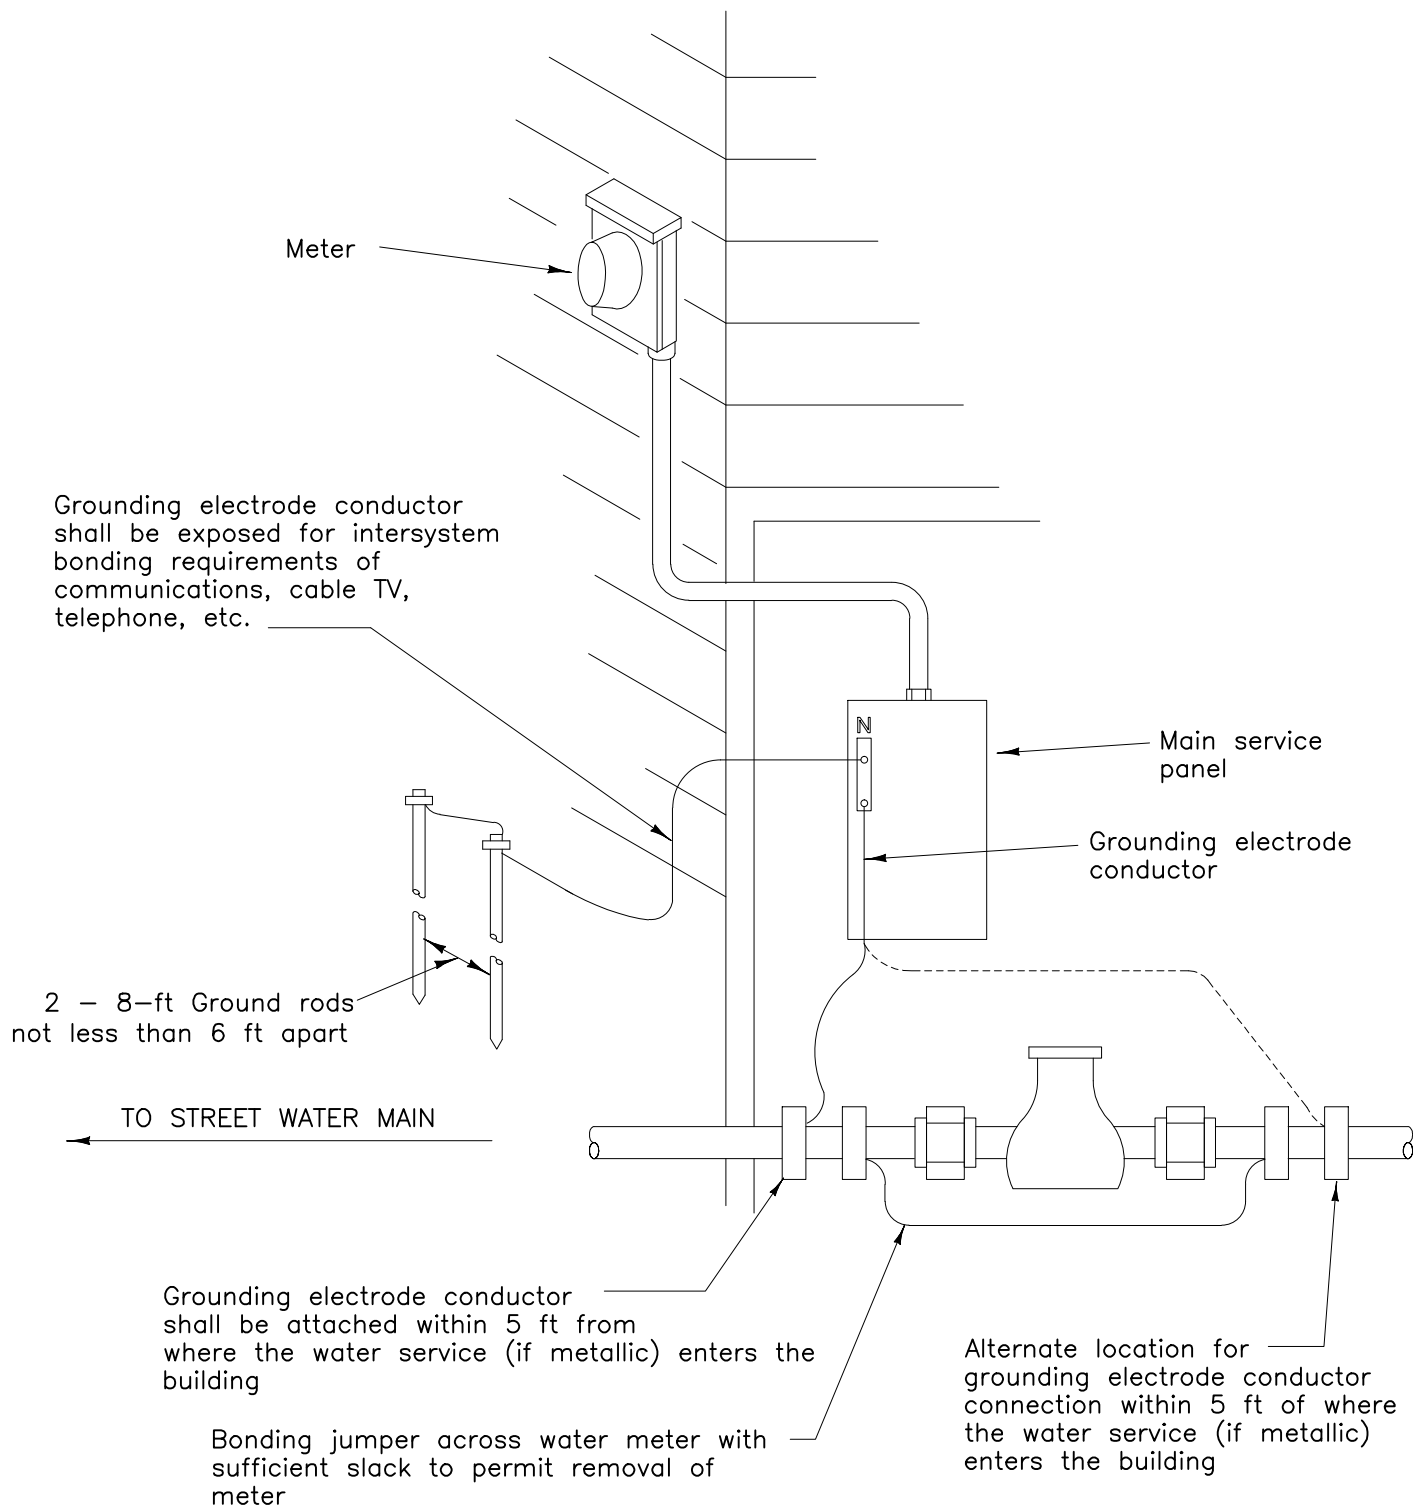 Meter
Grounding electrode conductor
shall be exposed for intersystem
bonding requirements of
communications, cable TV,
telephone, etc.
N
Main service
panel
Grounding electrode
conductor
2 – 8–ft Ground rods
not less than 6 ft apart
TO STREET WATER MAIN
Grounding electrode conductor
shall be attached within 5 ft from
where the water service (if metallic) enters the
building
Alternate location for
grounding electrode conductor
connection within 5 ft of where
the water service (if metallic)
enters the building
Bonding jumper across water meter with
sufficient slack to permit removal of
meter